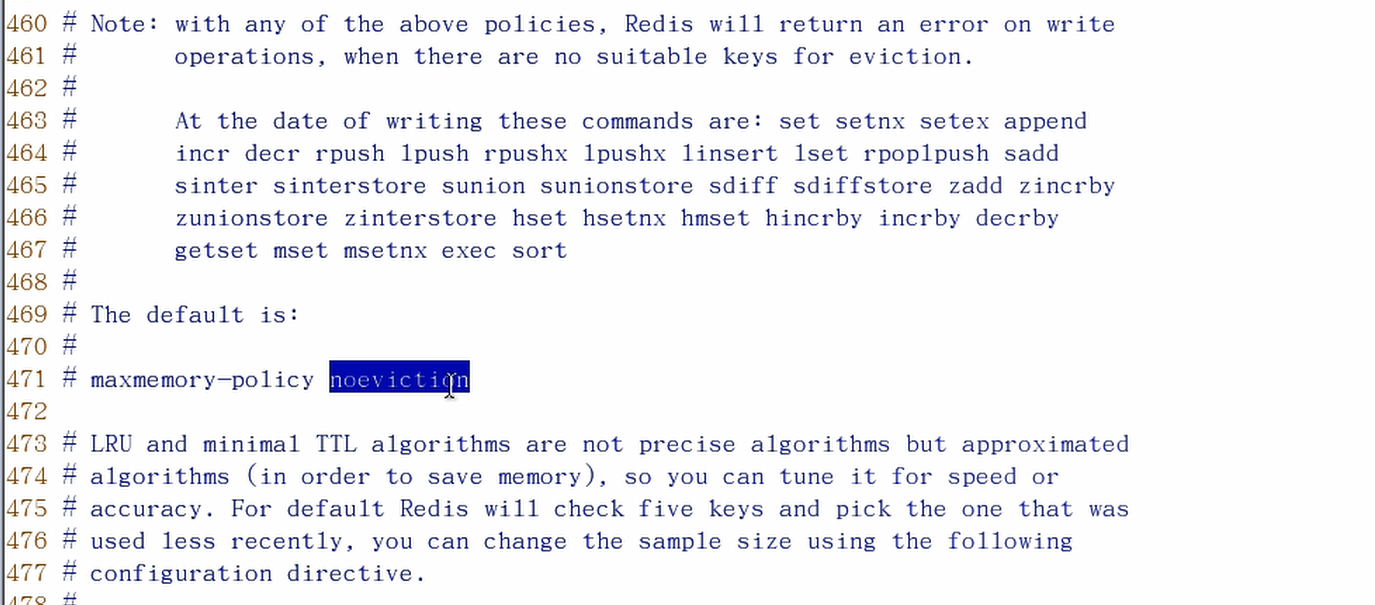 460 # Note: with any of the above policies, Redis will return an error on write
461 #       operations, when there are no suitable keys for eviction.
462 #
463 #       At the date of writing these commands are: set setnx setex append
464 #       incr decr rpush lpush rpushx lpushx linsert lset rpoplpush sadd
465 #       sinter sinterstore sunion sunionstore sdiff sdiffstore zadd zincrby
466 #       zunionstore zinterstore hset hsetnx hmset hincrby incrby decrby
467 #       getset mset msetnx exec sort
468 #
469 # The default is:
470 #
471 # maxmemory-policy noeviction
472
473 # LRU and minimal TTL algorithms are not precise algorithms but approximated
474 # algorithms (in order to save memory), so you can tune it for speed or
475 # accuracy. For default Redis will check five keys and pick the one that was
476 # used less recently, you can change the sample size using the following
477 # configuration directive.
478 #